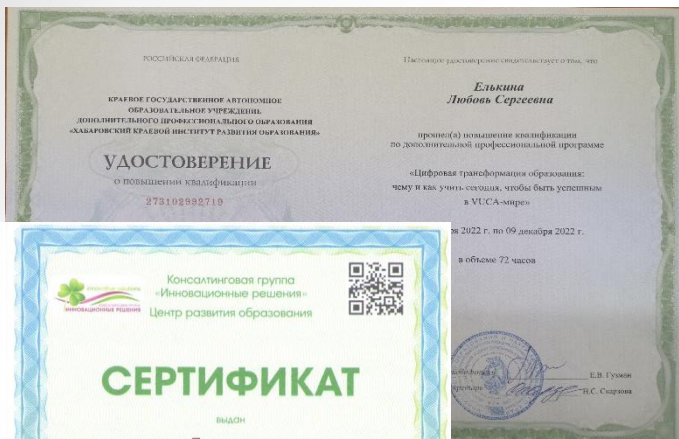 РОССИЙСКАЯ ФЕДЕРАЦИЯ
КРАЕВОЕ ГОСУДАРСТВЕННОЕ АВТОНОМНОЕ
ОБРАЗОВАТЕЛЬНОЕ УЧРЕЖДЕНИЕ
ДОПОЛНИТЕЛЬНОГО ПРОФЕССИОНАЛЬНОГО ОБРАЗОВАНИЯ
«ХАБАРОВСКИЙ КРАЕВОЙ ИНСТИТУТ РАЗВИТИЯ ОБРАЗОВАНИЯ»
УДОСТОВЕРЕНИЕ
о повышении квалификации
273102992719
Настоящее удостоверение свидетельствует о том, что
Елькина
Любовь Сергеевна
прошел(а) повышение квалификации
по дополнительной профессиональной программе
«Цифровая трансформация образования:
чему и как учить сегодня, чтобы быть успешным
в VUCA-мире»
2022 г. по 09 декабря 2022 г.
в объеме 72 часов
Е.В. Гузман
Н.С.
ИННОВАЦИОННЫЕ РЕШЕНИЯ
Консалтинговая группа
«Инновационные решения»
Центр развития образования
СЕРТИФИКАТ
выдан